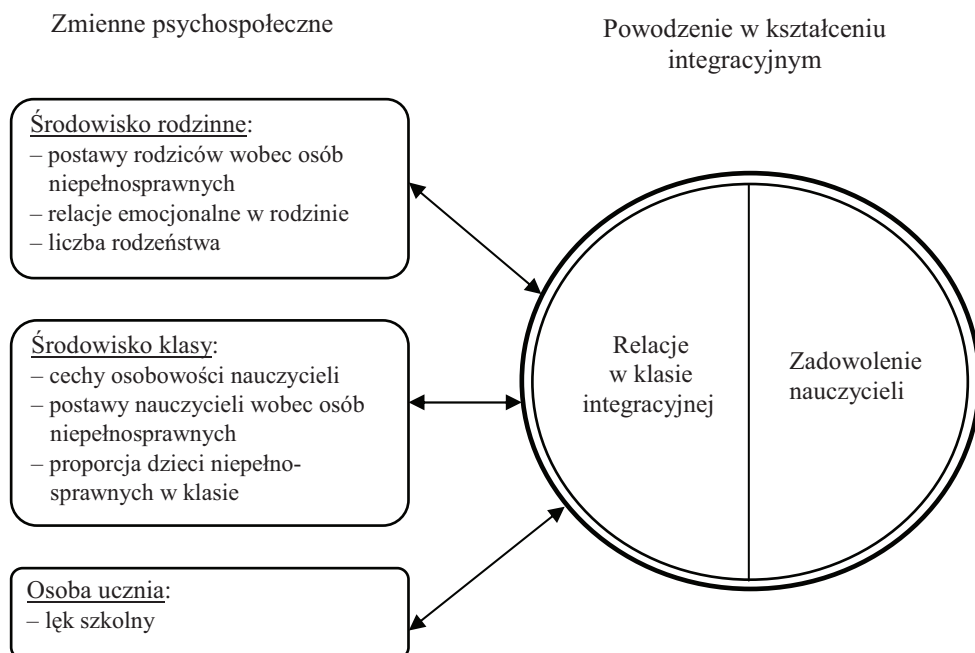 Zmienne psychospołeczne
Powodzenie w kształceniu
integracyjnym
Środowisko rodzinne:
– postawy rodziców wobec osób
niepełnosprawnych
– relacje emocjonalne w rodzinie
– liczba rodzeństwa
Środowisko klasy:
– cechy osobowości nauczycieli
– postawy nauczycieli wobec osób
niepełnosprawnych
– proporcja dzieci niepełno-
sprawnych w klasie
Osoba ucznia:
– lęk szkolny
Relacje
w klasie
integracyjnej
Zadowolenie
nauczycieli